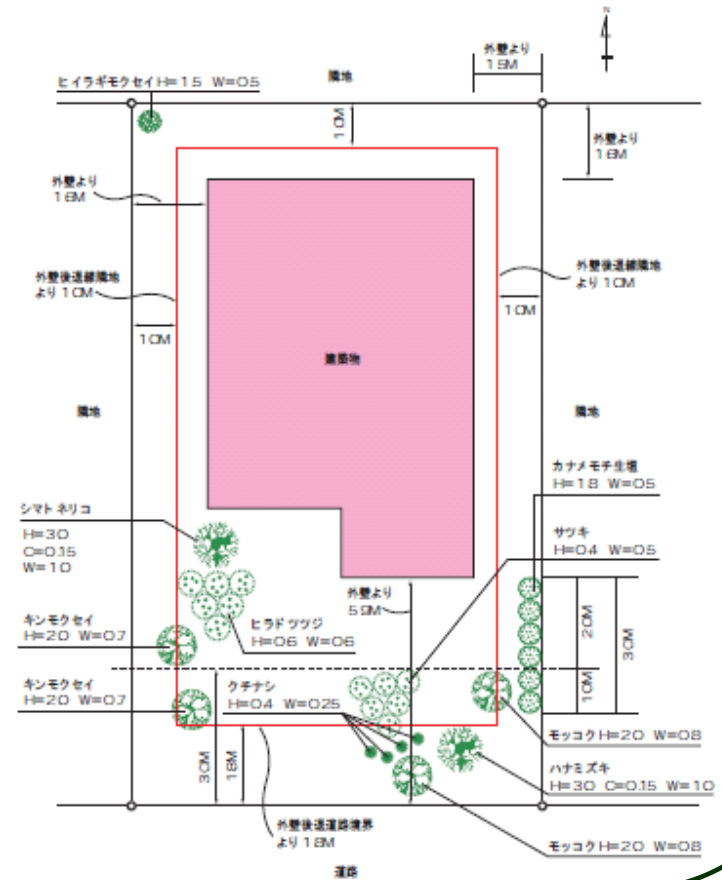 N
外壁より
1.5M
隣地
ヒイラギモクセイ H=1.5 W=0.5
1.0M
外壁より
1.6M
外壁より
1.6M
外壁後退線隣地
より 1.0M
外壁後退線隣地
より 1.0M
1.0M
1.0M
建築物
隣地
隣地
カナメモチ生垣
H=1.8 W=0.5
シマトネリコ
H=3.0
C=0.15
W=1.0
サツキ
H=0.4 W=0.5
外壁より
5.9M
ヒラドツツジ
H=0.6 W=0.6
2.0M
3.0M
1.0M
キンモクセイ
H=2.0 W=0.7
キンモクセイ
H=2.0 W=0.7
クチナシ
H=0.4 W=0.25
モッコク H=2.0 W=0.8
3.0M
1.8M
ハナミズキ
H=3.0 C=0.15 W=1.0
外壁後退道路境界
より 1.8M
モッコク H=2.0 W=0.8
道路